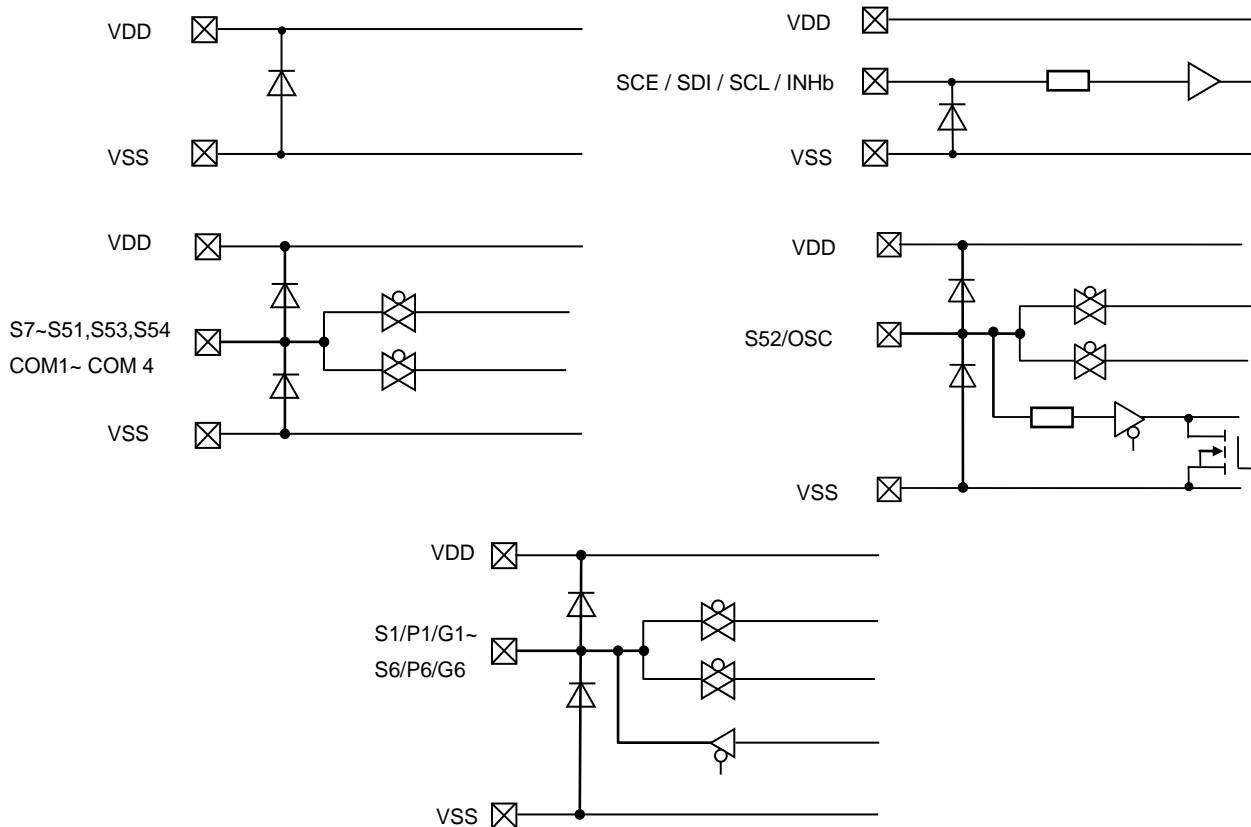 VDD
VSS
VDD
SCE / SDI / SCL / INHb
VSS
VDD
S7~S51,S53,S54
COM1~ COM 4
VSS
VDD
S52/OSC
VSS
VDD
S1/P1/G1~
S6/P6/G6
VSS